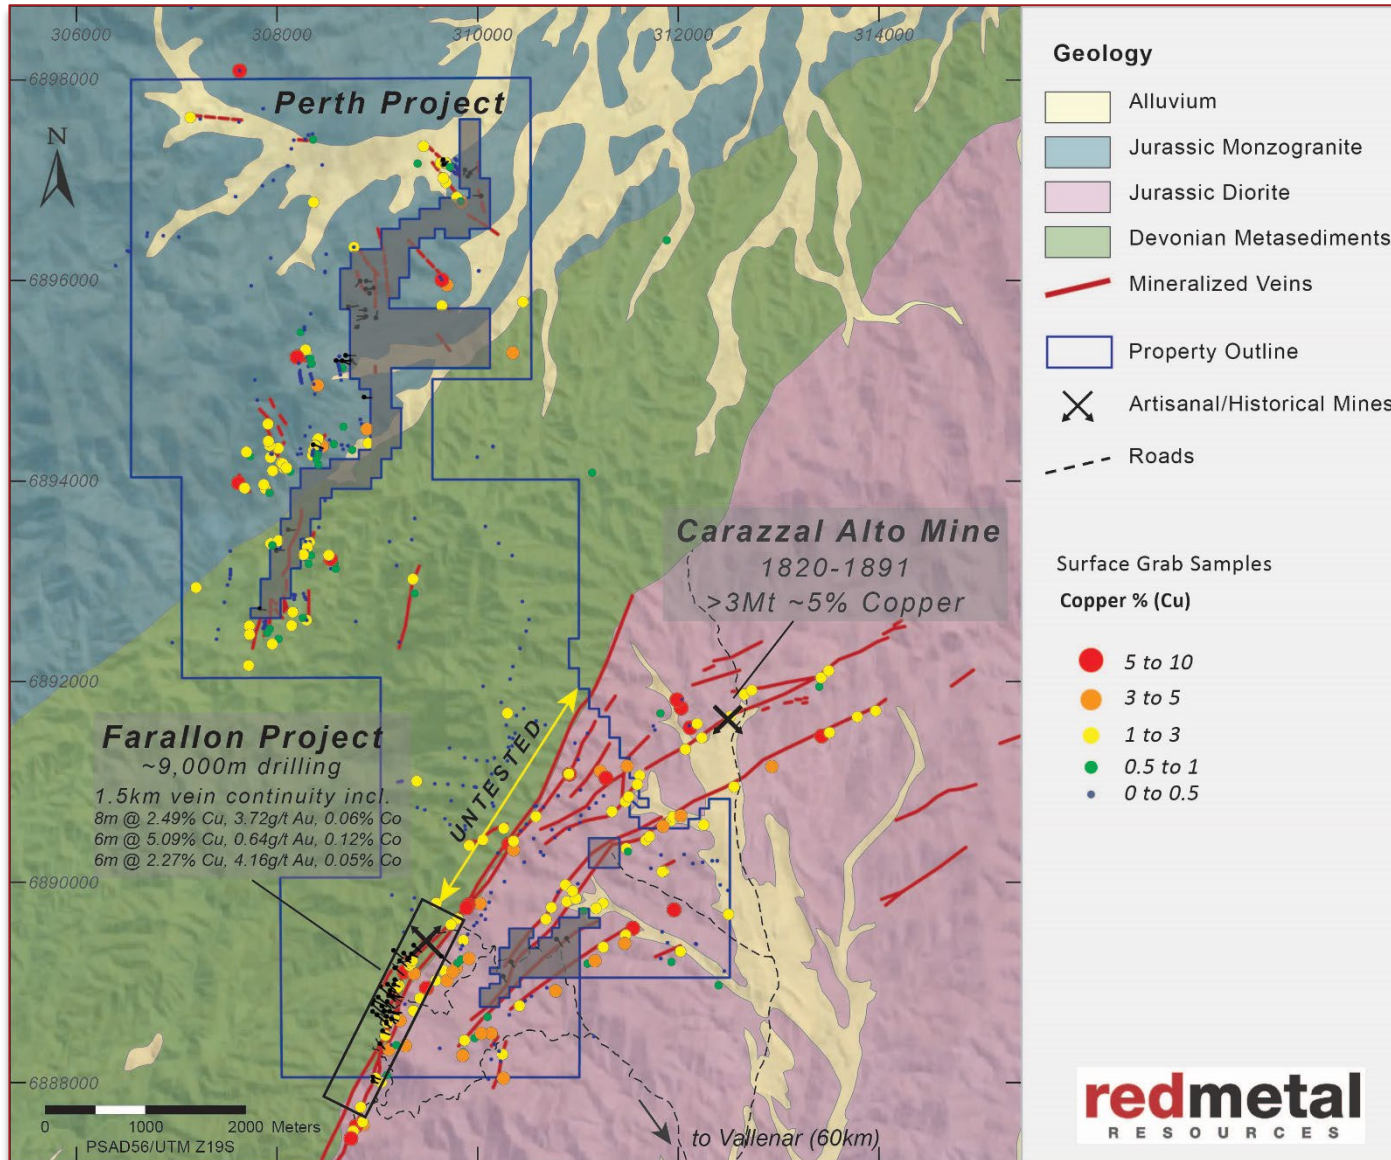 306000
308000
310000
312000
314000
6898000
6896000
6894000
6892000
6890000
6888000
N
Perth Project
Carazzal Alto Mine
1820-1891
>3Mt ~5% Copper
Farallon Project
~9,000m drilling
1.5km vein continuity incl.
8m @ 2.49% Cu, 3.72g/t Au, 0.06% Co
6m @ 5.09% Cu, 0.64g/t Au, 0.12% Co
6m @ 2.27% Cu, 4.16g/t Au, 0.05% Co
UNTESTED
0 1000 2000 Meters
PSAD56/UTM Z19S
to Vallenar (60km)
Geology
Alluvium
Jurassic Monzogranite
Jurassic Diorite
Devonian Metasediments
Mineralized Veins
Property Outline
Artisanal/Historical Mines
Roads
Surface Grab Samples
Copper % (Cu)
5 to 10
3 to 5
1 to 3
0.5 to 1
0 to 0.5
redmetal
RESOURCES